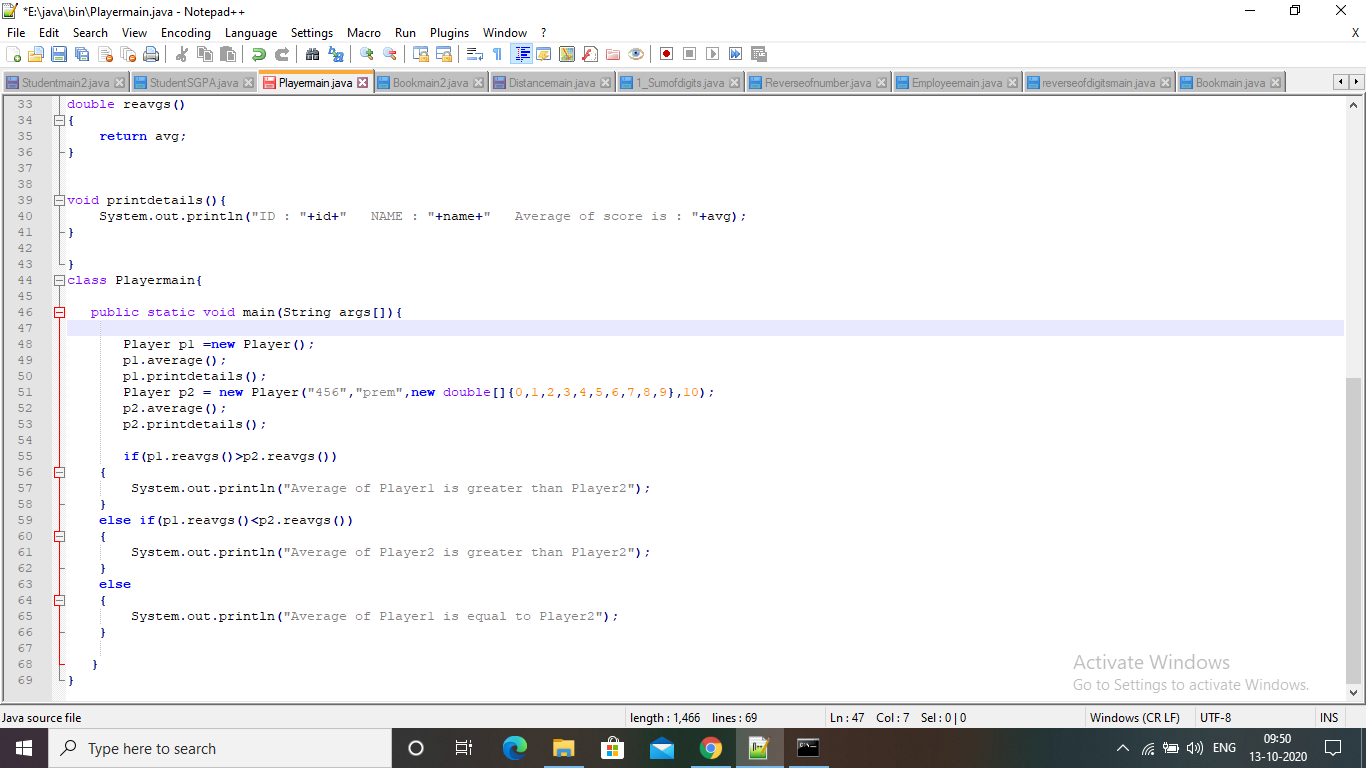 *E:\java\bin\Playermain.java - Notepad++
File Edit Search View Encoding Language Settings Macro Run Plugins Window ? X
Studentmain2.java StudentSGPA.java Playermain.java Bookmain2.java Distancemain.java 1_Sumofdigits.java Reverseofnumber.java Employeemain.java reverseofdigitsmain.java Bookmain.java
33 double reavgs()
34 {
35 return avg;
36 }
37
38
39 void printdetails(){
40 System.out.println("ID : "+id+"   NAME : "+name+"   Average of score is : "+avg);
41 }
42
43 }
44 class Playermain{
45
46 public static void main(String args[]){
47
48 Player p1 =new Player();
49 p1.average();
50 p1.printdetails();
51 Player p2 = new Player("456","prem",new double[]{0,1,2,3,4,5,6,7,8,9},10);
52 p2.average();
53 p2.printdetails();
54
55 if(p1.reavgs()>p2.reavgs())
56 {
57 System.out.println("Average of Player1 is greater than Player2");
58 }
59 else if(p1.reavgs()<p2.reavgs())
60 {
61 System.out.println("Average of Player2 is greater than Player2");
62 }
63 else
64 {
65 System.out.println("Average of Player1 is equal to Player2");
66 }
67
68 }
69 }
Activate Windows
Go to Settings to activate Windows.
Java source file length : 1,466 lines : 69 Ln : 47 Col : 7 Sel : 0 | 0 Windows (CR LF) UTF-8 INS
Type here to search ENG 09:50
13-10-2020